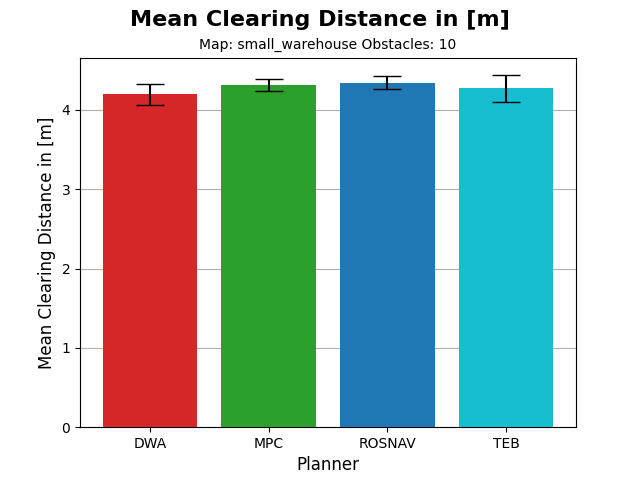 Mean Clearing Distance in [m]
Map: small_warehouse Obstacles: 10
Mean Clearing Distance in [m]
4
3
2
1
0
DWA MPC ROSNAV TEB
Planner